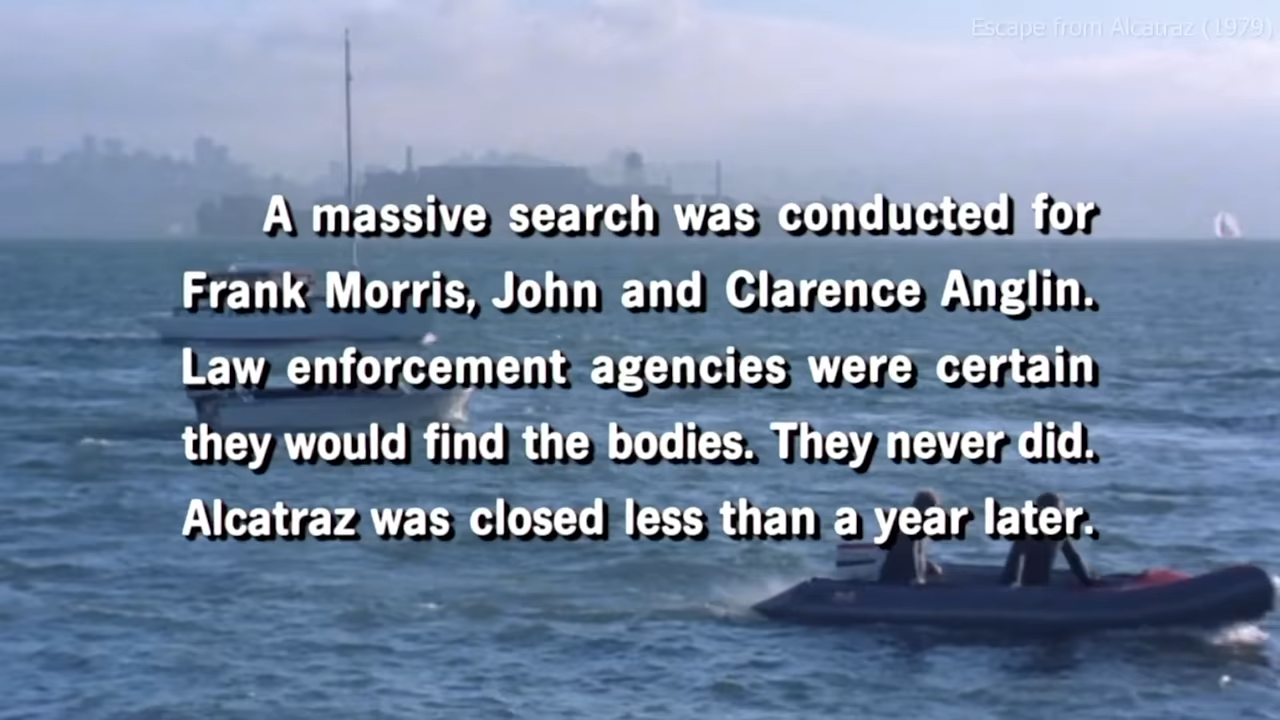 Escape from Alcatraz (1979)
A massive search was conducted for
Frank Morris, John and Clarence Anglin.
Law enforcement agencies were certain
they would find the bodies. They never did.
Alcatraz was closed less than a year later.